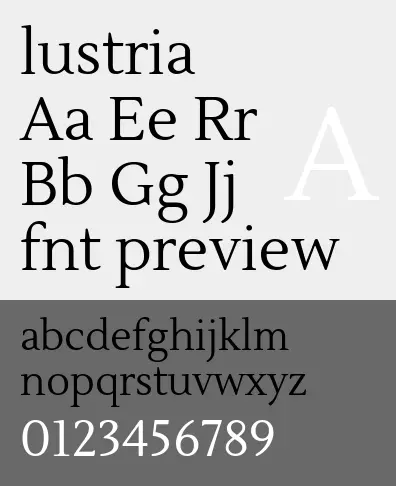 lustria
Aa Ee Rr
A
Bb Gg Jj
fnt preview
abcdefghijklm
nopqrstuvwxyz
0123456789